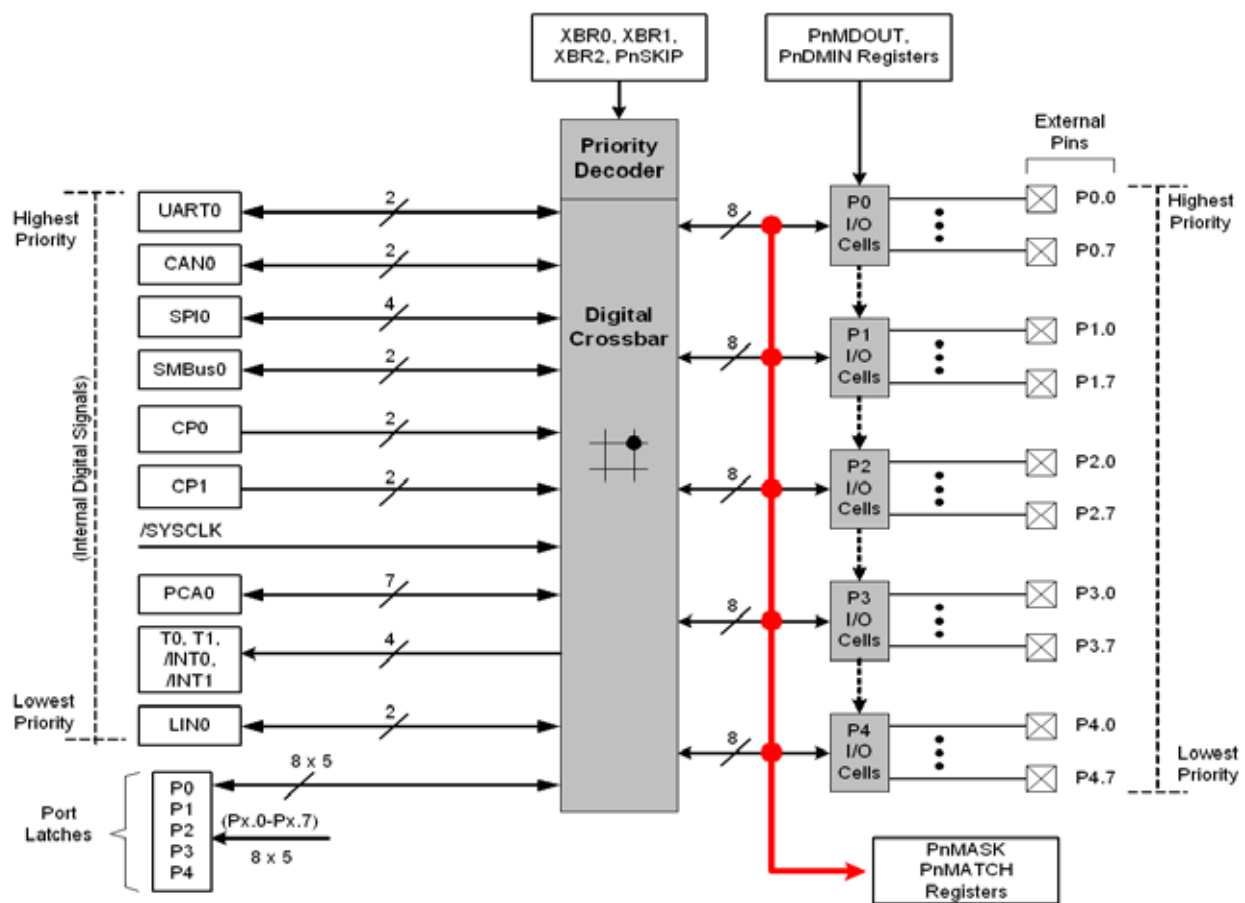 XBR0, XBR1,
XBR2, PnSKIP
PnMDOUT,
PnDMIN Registers
External
Pins
Priority
Decoder
Digital
Crossbar
Highest
Priority
(Internal Digital Signals)
Lowest
Priority
UART0
2
CAN0
2
SPI0
4
SMBus0
2
CP0
2
CP1
2
/SYSCLK
PCA0
7
T0, T1,
/INT0,
/INT1
4
LIN0
2
Port
Latches
P0
P1
P2
P3
P4
8 x 5
(Px.0-Px.7)
8 x 5
8
P0
I/O
Cells
P0.0
P0.7
8
P1
I/O
Cells
P1.0
P1.7
8
P2
I/O
Cells
P2.0
P2.7
8
P3
I/O
Cells
P3.0
P3.7
8
P4
I/O
Cells
P4.0
P4.7
Highest
Priority
Lowest
Priority
PnMASK
PnMATCH
Registers